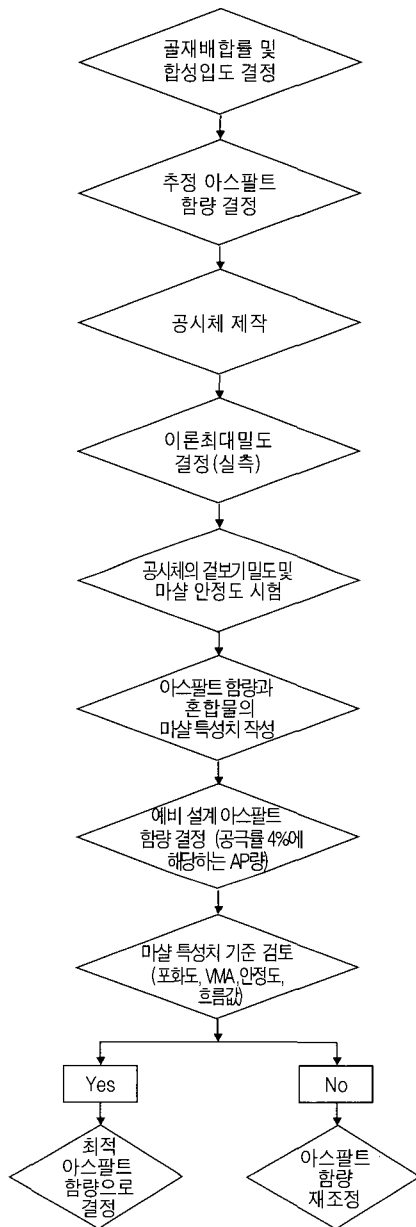 골재배합률 및
합성입도 결정
추정 아스팔트
함량 결정
공시체 제작
이론최대밀도
결정(실측)
공시체의 겉보기 밀도 및
마샬 안정도 시험
아스팔트 함량과
혼합물의
마샬 특성치 작성
예비 설계 아스팔트
함량 결정 (공극률 4%에
해당하는 AP량)
마샬 특성치 기준 검토
(포화도, VMA, 안정도,
흐름값)
Yes
No
최적
아스팔트
함량으로
결정
아스팔트
함량
재조정